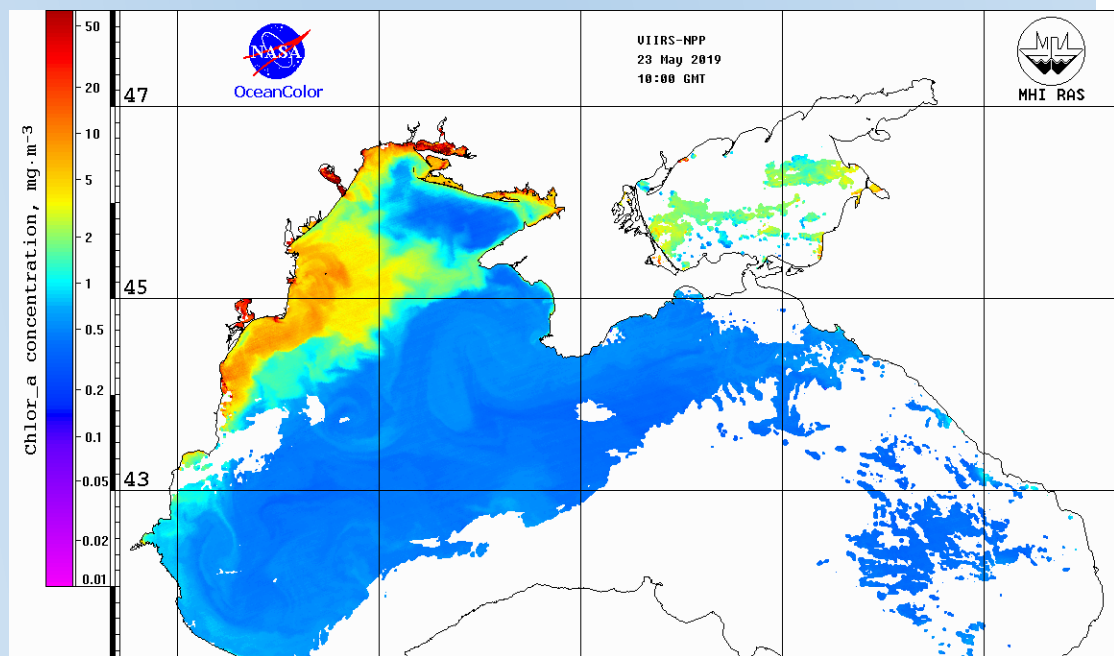 50
20
10
5
2
1
0.5
0.2
0.1
0.05
0.02
0.01
Chlor_a concentration, mg·m-3
NASA
OceanColor
VIIRS-NPP
23 May 2019
10:00 GMT
MHI RAS
47
45
43